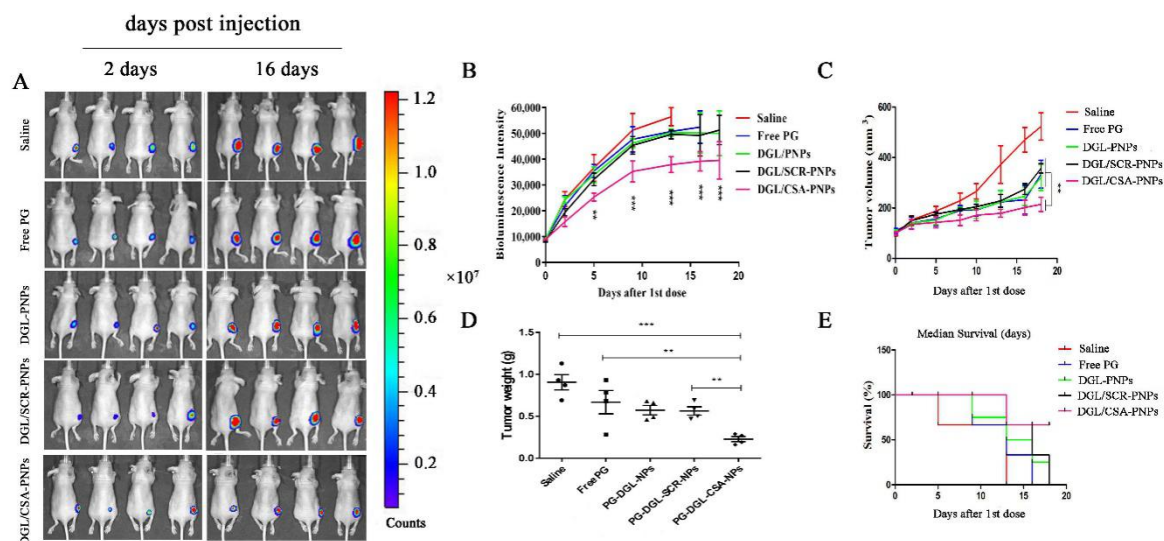 days post injection
2 days 16 days
A
Saline
Free PG
DGL-PNPs
DGL/SCR-PNPs
DGL/CSA-PNPs
1.2
1.0
×10⁷
0.8
0.6
0.4
0.2
Counts
B
Bioluminescence Intensity
60,000
50,000
40,000
30,000
20,000
10,000
0
** *** *** *** ***
0 5 10 15 20
Days after 1st dose
Saline
Free PG
DGL/PNPs
DGL/SCR-PNPs
DGL/CSA-PNPs
C
Tumor volume (mm³)
600
400
200
0
0 5 10 15 20
Days after 1st dose
**
Saline
Free PG
DGL-PNPs
DGL/SCR-PNPs
DGL/CSA-PNPs
D
Tumor weight (g)
1.5
1.0
0.5
0.0
***
**
**
Saline
Free PG
PG-DGL-NPs
PG-DGL-SCR-NPs
PG-DGL-CSA-NPs
E
Median Survival (days)
Survival (%)
150
100
50
0
0 5 10 15 20
Days after 1st dose
Saline
Free PG
DGL-PNPs
DGL/SCR-PNPs
DGL/CSA-PNPs